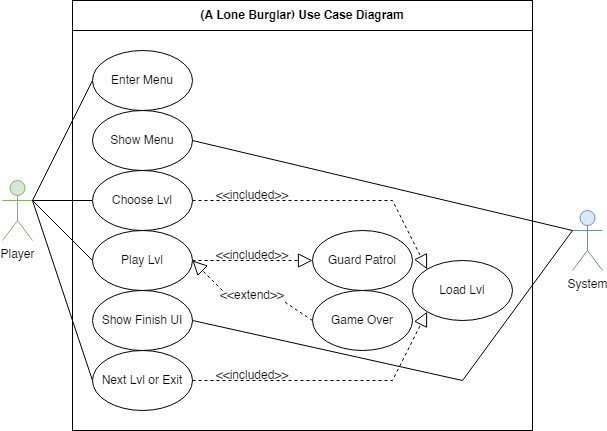 (A Lone Burglar) Use Case Diagram
Enter Menu
Show Menu
Choose Lvl
<<included>>
Player
System
Play Lvl
<<included>>
Guard Patrol
Load Lvl
<<extend>>
Show Finish UI
Game Over
Next Lvl or Exit
<<included>>